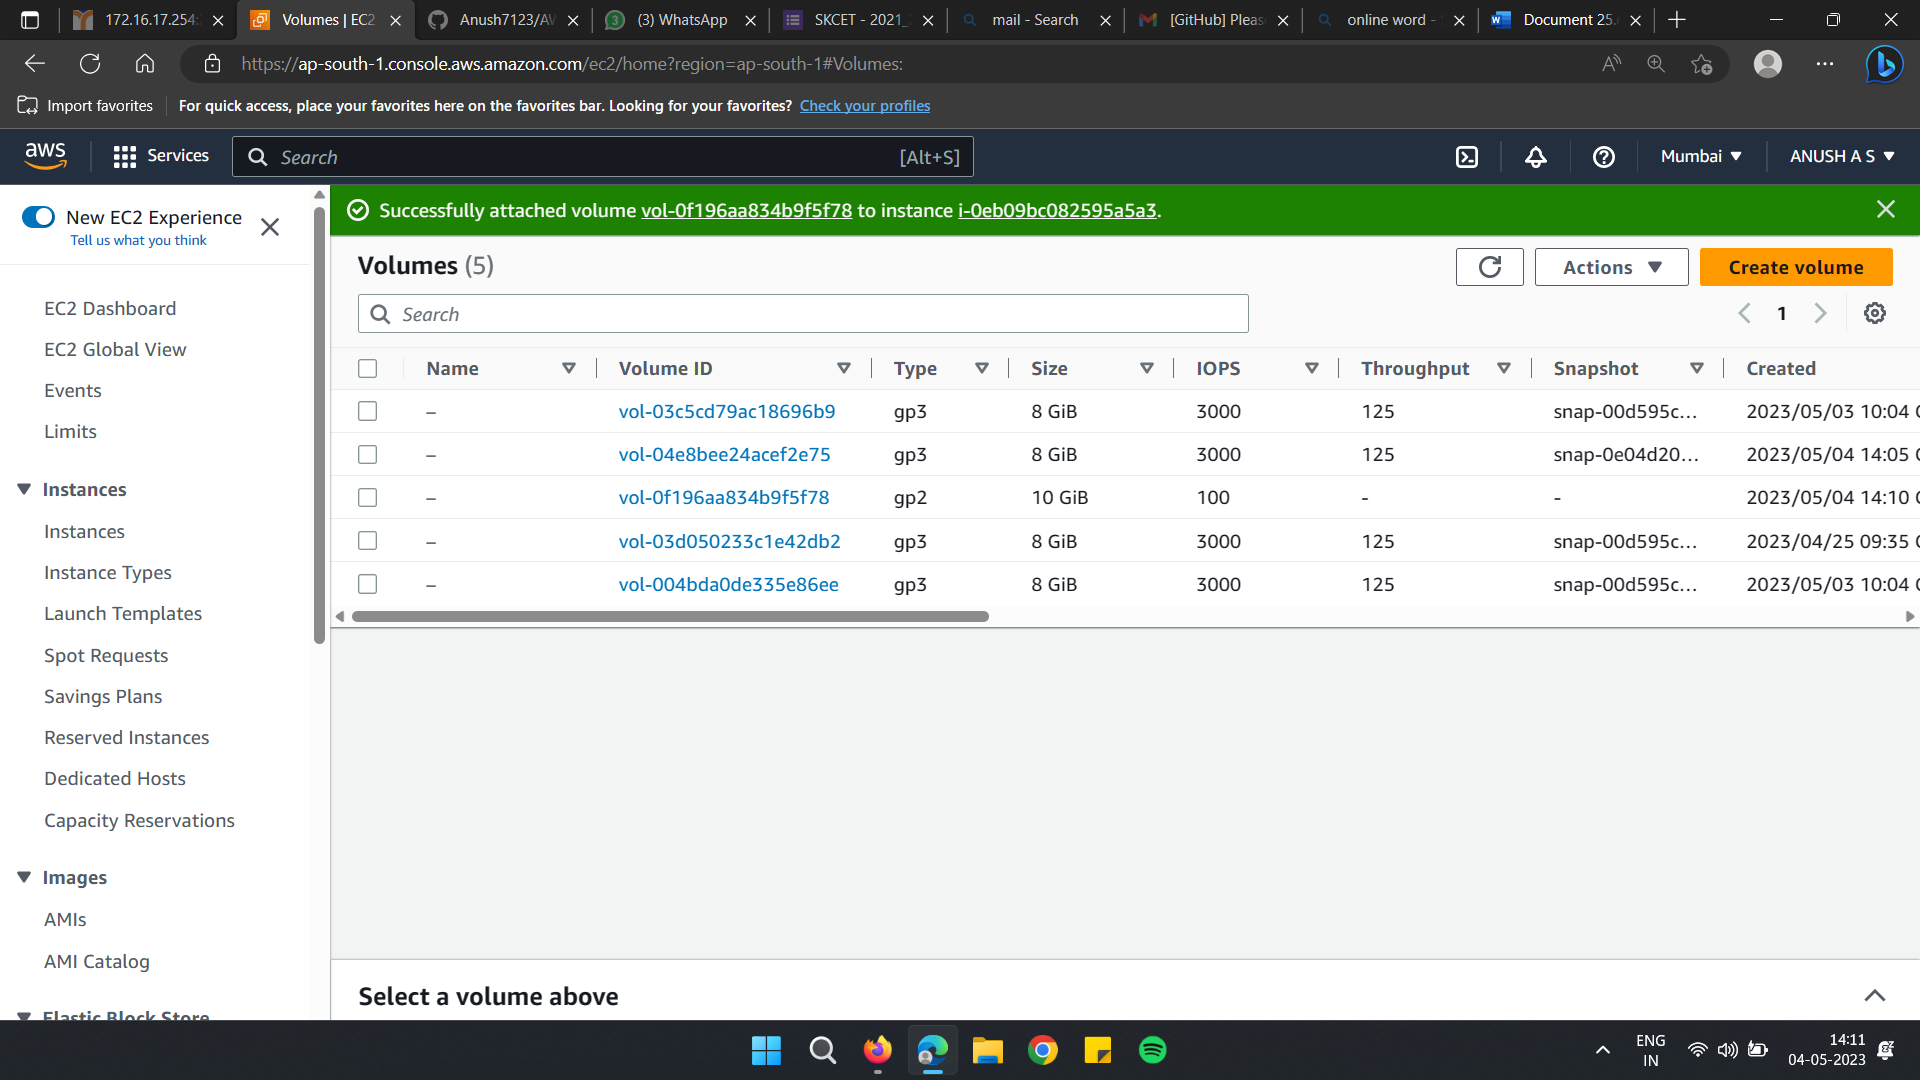 172.16.17.254:
Volumes | EC2
Anush7123/AV
(3) WhatsApp
SKCET - 2021_
mail - Search
[GitHub] Pleas
online word -
Document 25.
https://ap-south-1.console.aws.amazon.com/ec2/home?region=ap-south-1#Volumes:
Import favorites
For quick access, place your favorites here on the favorites bar. Looking for your favorites? Check your profiles
aws
Services
Search
[Alt+S]
Mumbai
ANUSH A S
New EC2 Experience
Tell us what you think
EC2 Dashboard
EC2 Global View
Events
Limits
Instances
Instances
Instance Types
Launch Templates
Spot Requests
Savings Plans
Reserved Instances
Dedicated Hosts
Capacity Reservations
Images
AMIs
AMI Catalog
Elastic Block Store
Successfully attached volume vol-0f196aa834b9f5f78 to instance i-0eb09bc082595a5a3.
Volumes (5)
Actions
Create volume
Search
1
Name Volume ID Type Size IOPS Throughput Snapshot Created
– vol-03c5cd79ac18696b9 gp3 8 GiB 3000 125 snap-00d595c... 2023/05/03 10:04
– vol-04e8bee24acef2e75 gp3 8 GiB 3000 125 snap-0e04d20... 2023/05/04 14:05
– vol-0f196aa834b9f5f78 gp2 10 GiB 100 - - 2023/05/04 14:10
– vol-03d050233c1e42db2 gp3 8 GiB 3000 125 snap-00d595c... 2023/04/25 09:35
– vol-004bda0de335e86ee gp3 8 GiB 3000 125 snap-00d595c... 2023/05/03 10:04
Select a volume above
ENG
IN
14:11
04-05-2023